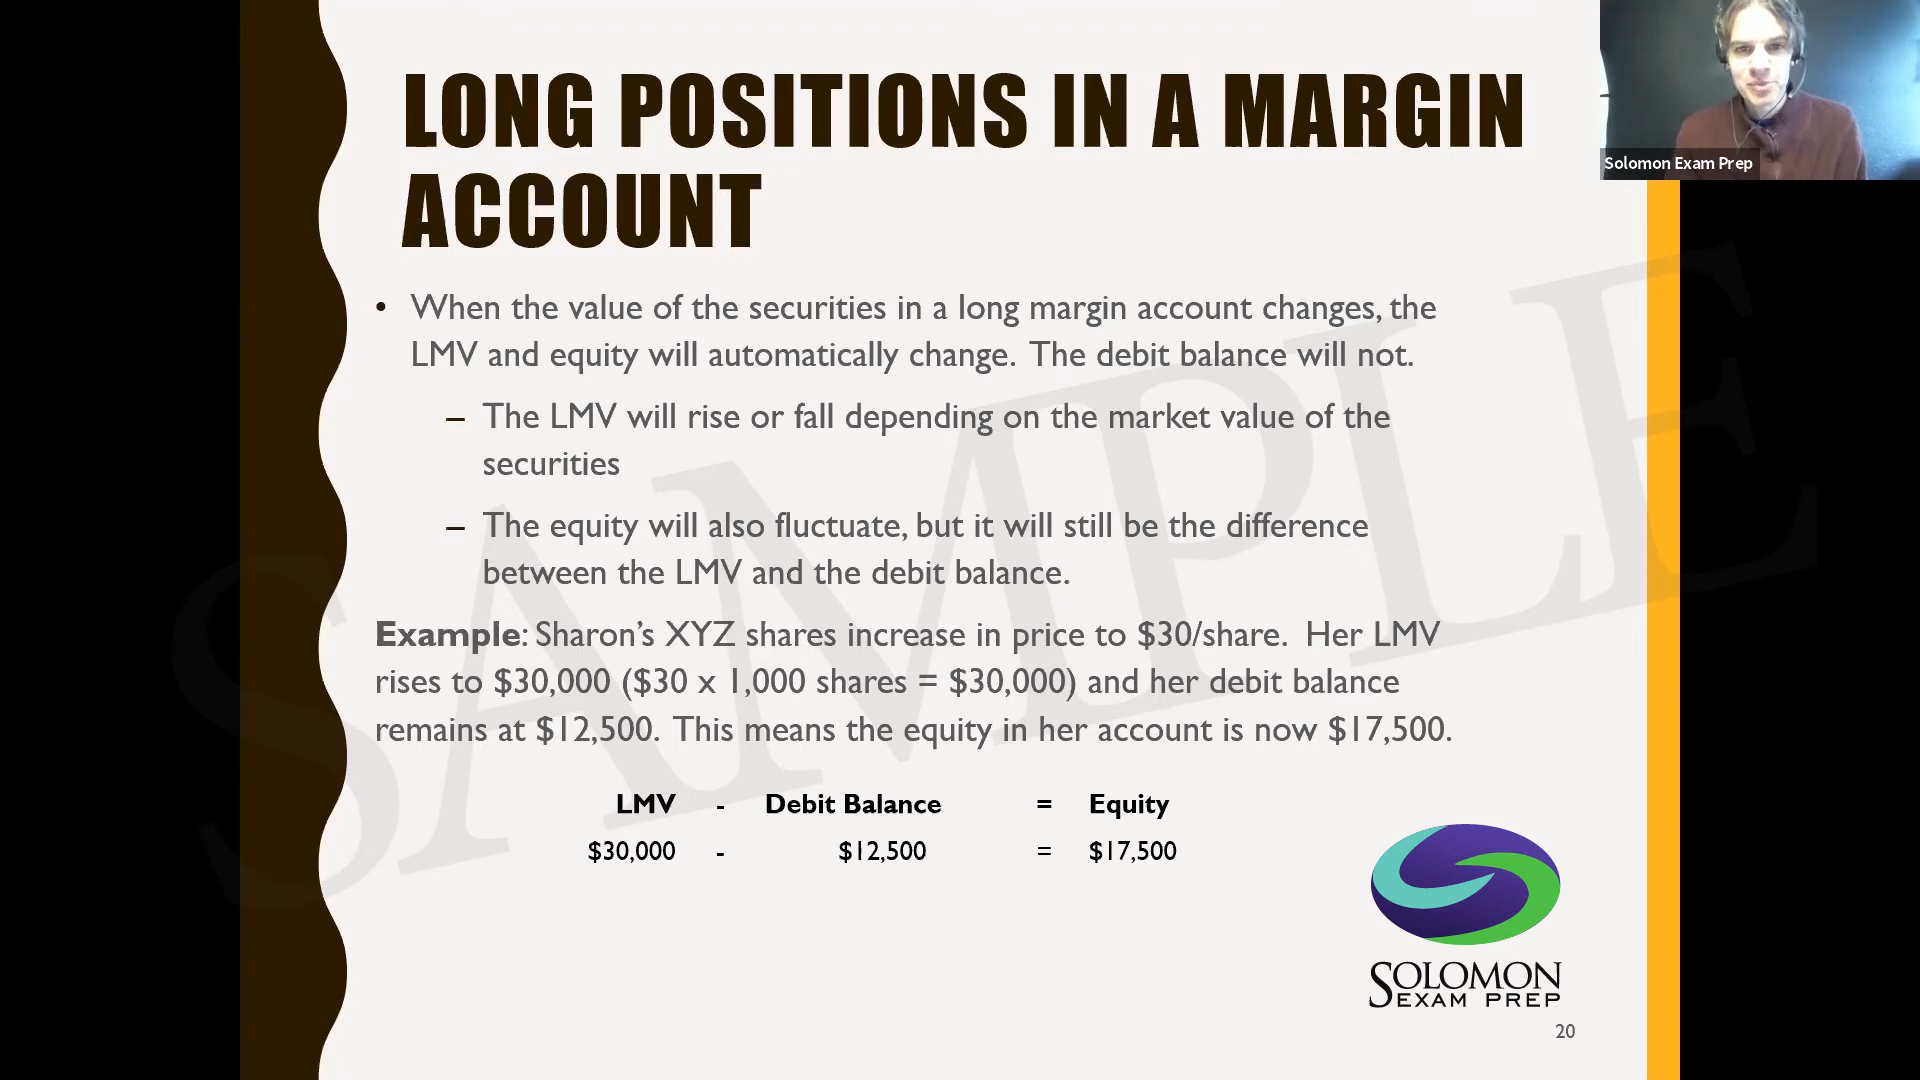 LONG POSITIONS IN A MARGIN
ACCOUNT
Solomon Exam Prep
• When the value of the securities in a long margin account changes, the
LMV and equity will automatically change. The debit balance will not.
– The LMV will rise or fall depending on the market value of the
securities
– The equity will also fluctuate, but it will still be the difference
between the LMV and the debit balance.
Example: Sharon's XYZ shares increase in price to $30/share. Her LMV
rises to $30,000 ($30 x 1,000 shares = $30,000) and her debit balance
remains at $12,500. This means the equity in her account is now $17,500.
LMV - Debit Balance = Equity
$30,000 - $12,500 = $17,500
SAMPLE
SOLOMON
EXAM PREP
20